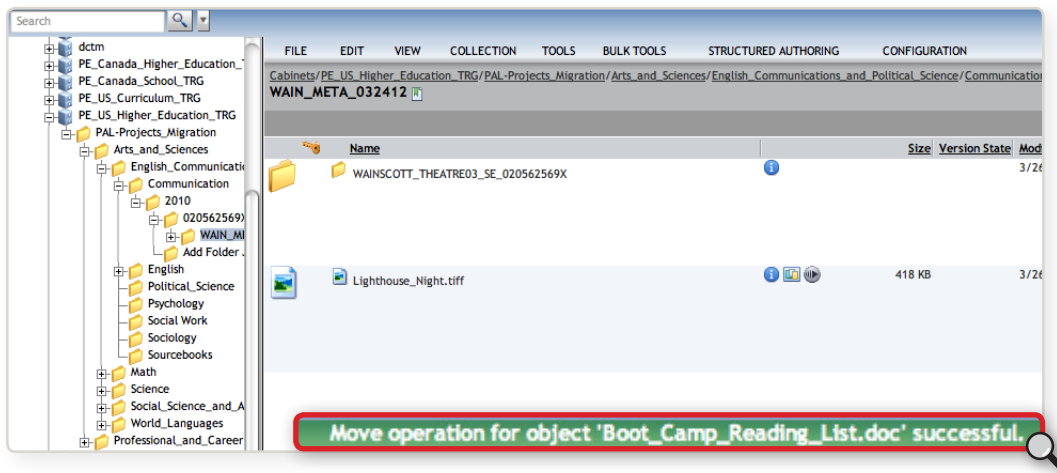 Search
dctm
PE_Canada_Higher_Education_
PE_Canada_School_TRG
PE_US_Curriculum_TRG
PE_US_Higher_Education_TRG
PAL-Projects_Migration
Arts_and_Sciences
English_Communicati
Communication
2010
020562569X
WAIN_ME
Add Folder .
English
Political_Science
Psychology
Social Work
Sociology
Sourcebooks
Math
Science
Social_Science_and_A
World_Languages
Professional_and_Career
FILE EDIT VIEW COLLECTION TOOLS BULK TOOLS STRUCTURED AUTHORING CONFIGURATION
Cabinets/PE_US_Higher_Education_TRG/PAL-Projects_Migration/Arts_and_Sciences/English_Communications_and_Political_Science/Communication
WAIN_META_032412
Name Size Version State Mod
WAINSCOTT_THEATRE03_SE_020562569X 3/26
Lighthouse_Night.tiff 418 KB 3/26
Move operation for object 'Boot_Camp_Reading_List.doc' successful.